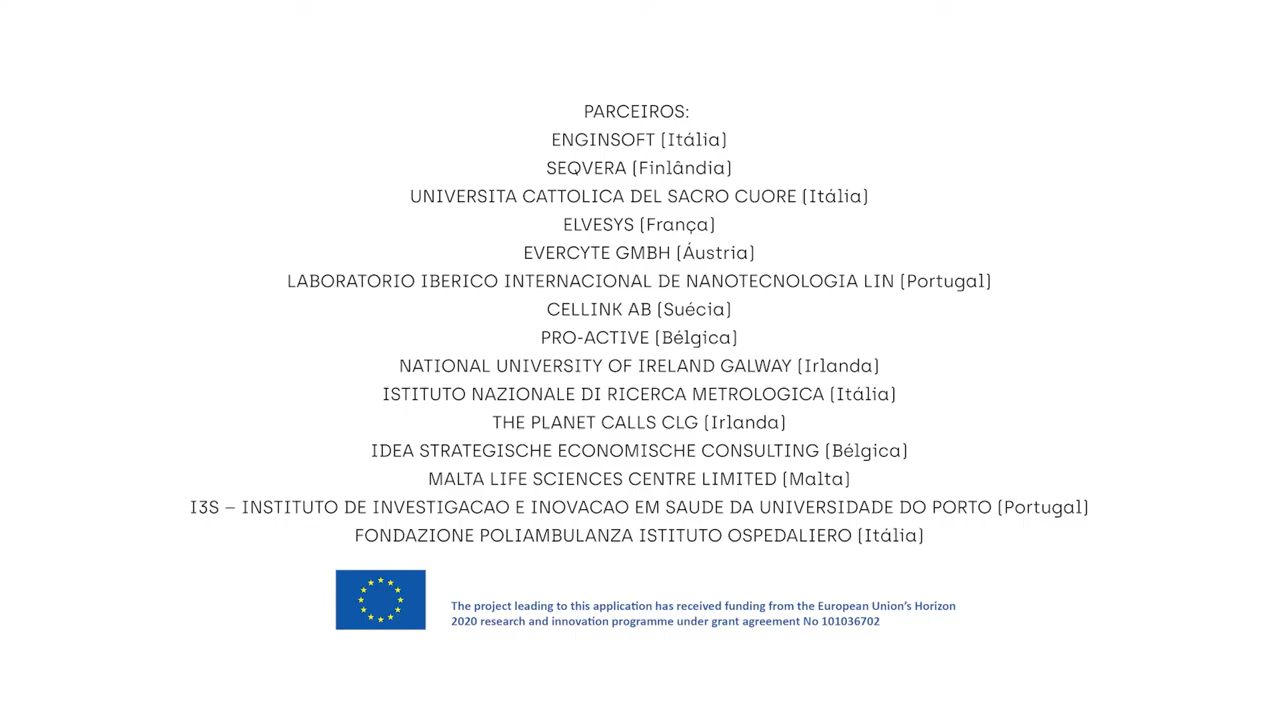 PARCEIROS:
ENGINSOFT (Itália)
SEQVERA (Finlândia)
UNIVERSITA CATTOLICA DEL SACRO CUORE (Itália)
ELVESYS (França)
EVERCYTE GMBH (Áustria)
LABORATORIO IBERICO INTERNACIONAL DE NANOTECNOLOGIA LIN (Portugal)
CELLINK AB (Suécia)
PRO-ACTIVE (Bélgica)
NATIONAL UNIVERSITY OF IRELAND GALWAY (Irlanda)
ISTITUTO NAZIONALE DI RICERCA METROLOGICA (Itália)
THE PLANET CALLS CLG (Irlanda)
IDEA STRATEGISCHE ECONOMISCHE CONSULTING (Bélgica)
MALTA LIFE SCIENCES CENTRE LIMITED (Malta)
I3S – INSTITUTO DE INVESTIGACAO E INOVACAO EM SAUDE DA UNIVERSIDADE DO PORTO (Portugal)
FONDAZIONE POLIAMBULANZA ISTITUTO OSPEDALIERO (Itália)
The project leading to this application has received funding from the European Union's Horizon
2020 research and innovation programme under grant agreement No 101036702